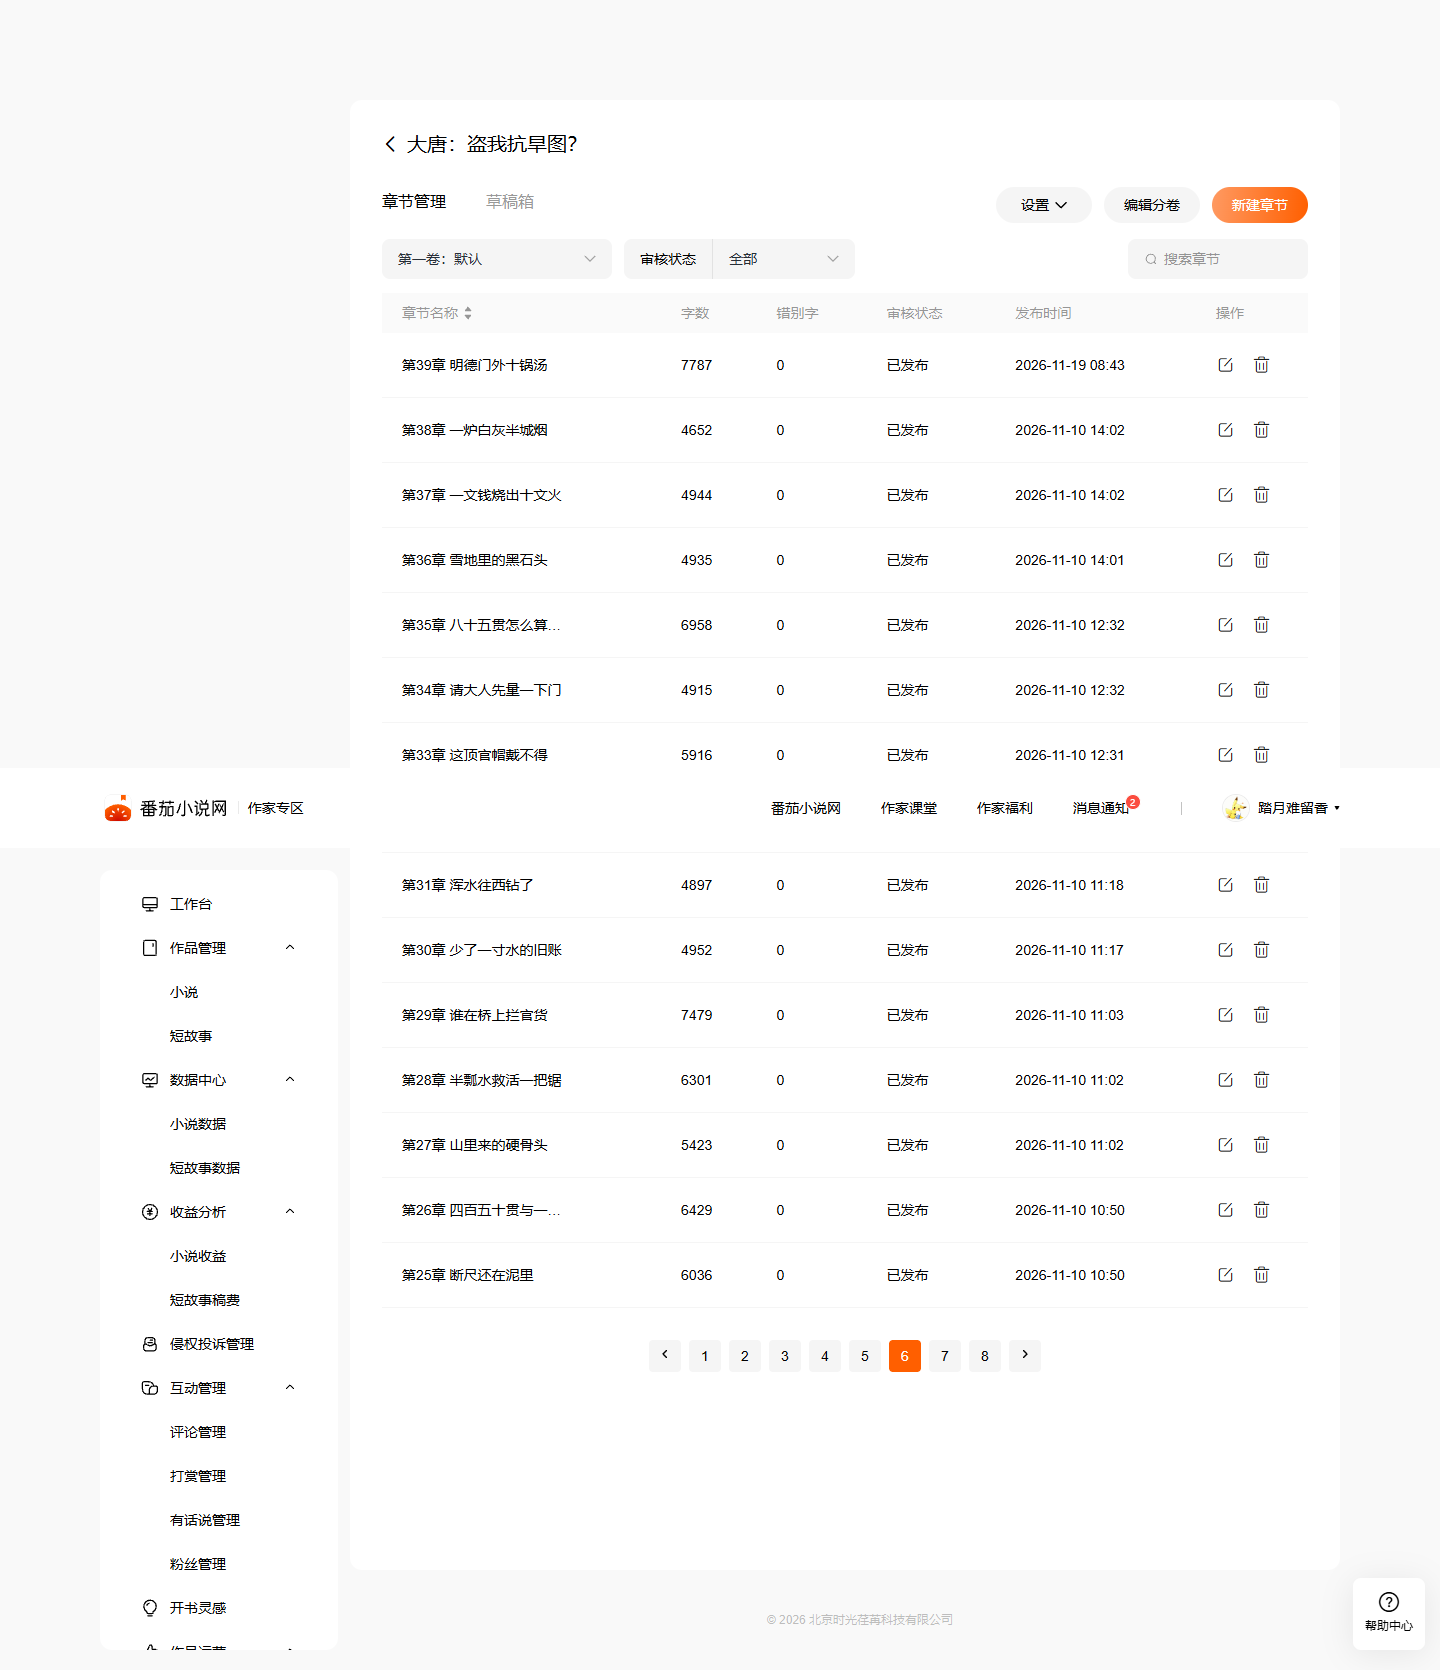 大唐：盗我抗旱图？
章节管理 草稿箱 设置 编辑分卷 新建章节
第一卷：默认 审核状态 全部 搜索章节
章节名称 字数 错别字 审核状态 发布时间 操作
第39章 明德门外十锅汤 7787 0 已发布 2026-11-19 08:43
第38章 一炉白灰半城烟 4652 0 已发布 2026-11-10 14:02
第37章 一文钱烧出十文火 4944 0 已发布 2026-11-10 14:02
第36章 雪地里的黑石头 4935 0 已发布 2026-11-10 14:01
第35章 八十五贯怎么算... 6958 0 已发布 2026-11-10 12:32
第34章 请大人先量一下门 4915 0 已发布 2026-11-10 12:32
第33章 这顶官帽戴不得 5916 0 已发布 2026-11-10 12:31
番茄小说网 作家专区 番茄小说网 作家课堂 作家福利 消息通知 2 踏月难留香
第31章 浑水往西钻了 4897 0 已发布 2026-11-10 11:18
第30章 少了一寸水的旧账 4952 0 已发布 2026-11-10 11:17
第29章 谁在桥上拦官货 7479 0 已发布 2026-11-10 11:03
第28章 半瓢水救活一把锯 6301 0 已发布 2026-11-10 11:02
第27章 山里来的硬骨头 5423 0 已发布 2026-11-10 11:02
第26章 四百五十贯与一... 6429 0 已发布 2026-11-10 10:50
第25章 断尺还在泥里 6036 0 已发布 2026-11-10 10:50
1 2 3 4 5 6 7 8
工作台
作品管理
小说
短故事
数据中心
小说数据
短故事数据
收益分析
小说收益
短故事稿费
侵权投诉管理
互动管理
评论管理
打赏管理
有话说管理
粉丝管理
开书灵感
© 2026 北京时光荏苒科技有限公司
帮助中心